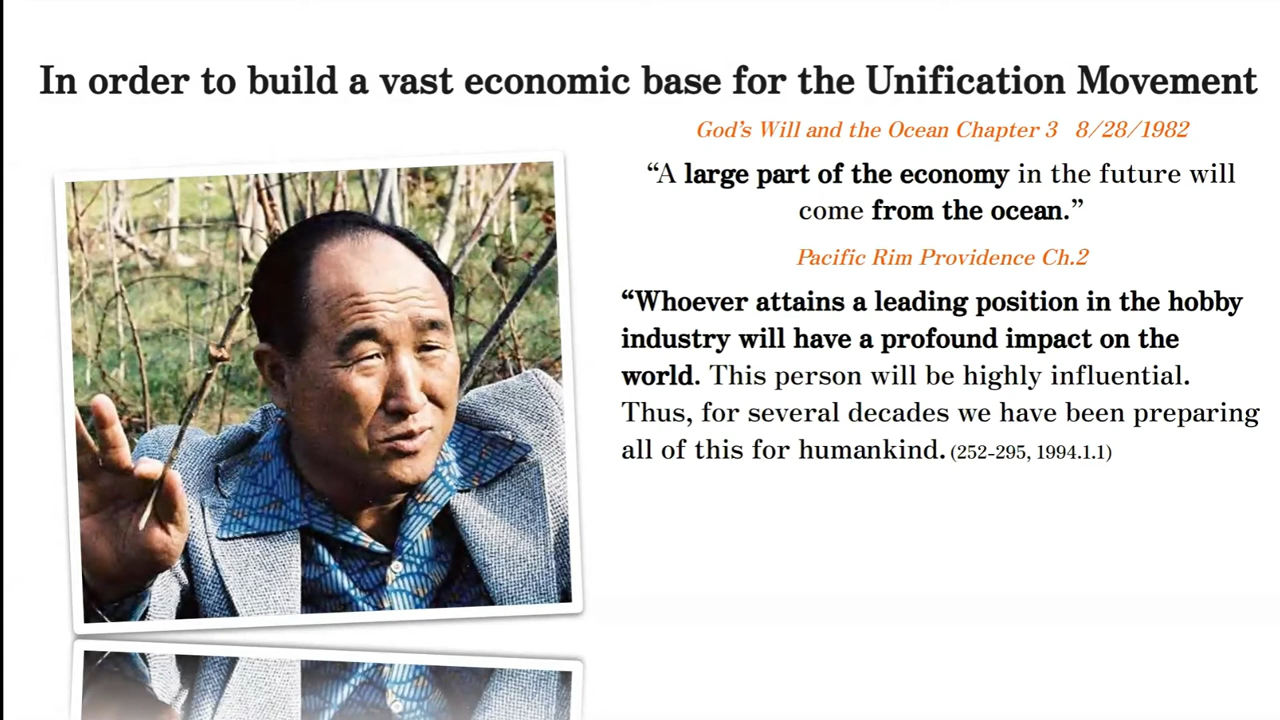 In order to build a vast economic base for the Unification Movement
God's Will and the Ocean Chapter 3 8/28/1982
“A large part of the economy in the future will
come from the ocean.”
Pacific Rim Providence Ch.2
“Whoever attains a leading position in the hobby
industry will have a profound impact on the
world. This person will be highly influential.
Thus, for several decades we have been preparing
all of this for humankind. (252-295, 1994.1.1)